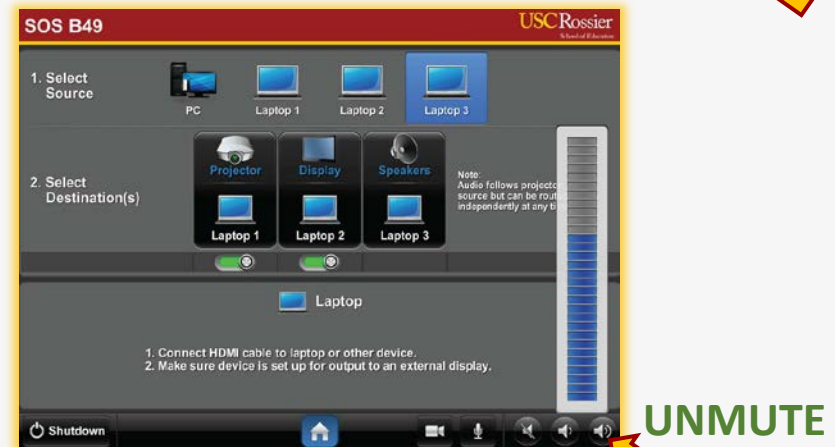 SOS B49
USC Rossier
School of Education
1. Select
Source
PC
Laptop 1
Laptop 2
Laptop 3
2. Select
Destination(s)
Projector
Display
Speakers
Laptop 1
Laptop 2
Laptop 3
Note:
Audio follows projecto
source but can be rout
independently at any ti
Laptop
1. Connect HDMI cable to laptop or other device.
2. Make sure device is set up for output to an external display.
Shutdown
UNMUTE